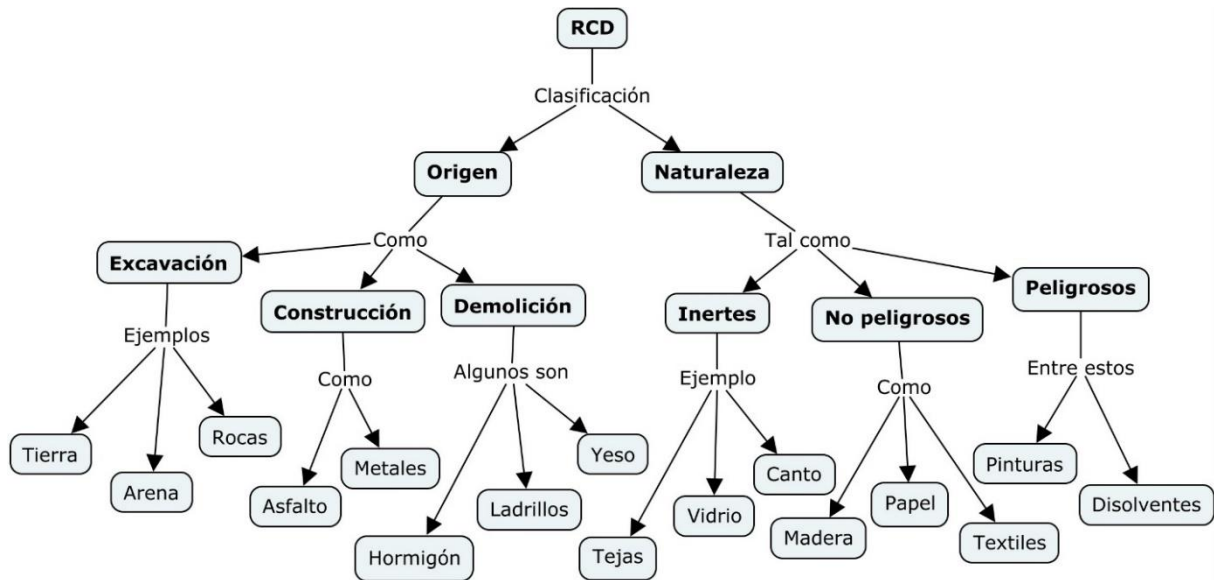 RCD
Clasificación
Origen
Naturaleza
Como
Tal como
Excavación
Construcción
Demolición
Inertes
No peligrosos
Peligrosos
Ejemplos
Como
Algunos son
Ejemplo
Como
Entre estos
Tierra
Arena
Rocas
Asfalto
Metales
Hormigón
Ladrillos
Yeso
Tejas
Vidrio
Canto
Madera
Papel
Textiles
Pinturas
Disolventes